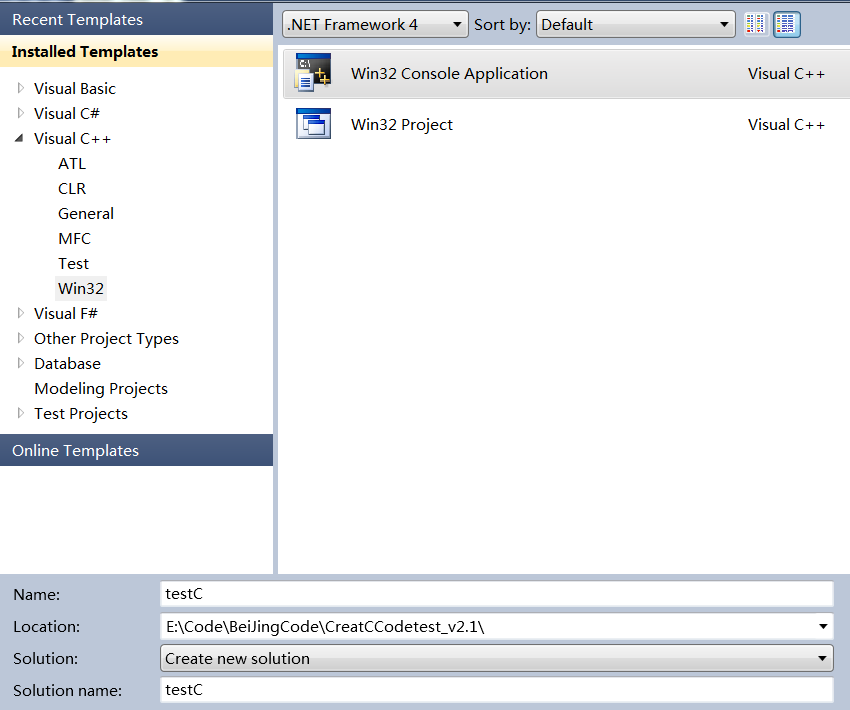 Recent Templates
Installed Templates
Visual Basic
Visual C#
Visual C++
ATL
CLR
General
MFC
Test
Win32
Visual F#
Other Project Types
Database
Modeling Projects
Test Projects
Online Templates
.NET Framework 4 Sort by: Default
Win32 Console Application Visual C++
Win32 Project Visual C++
Name: testC
Location: E:\Code\BeiJingCode\CreatCCodetest_v2.1\
Solution: Create new solution
Solution name: testC